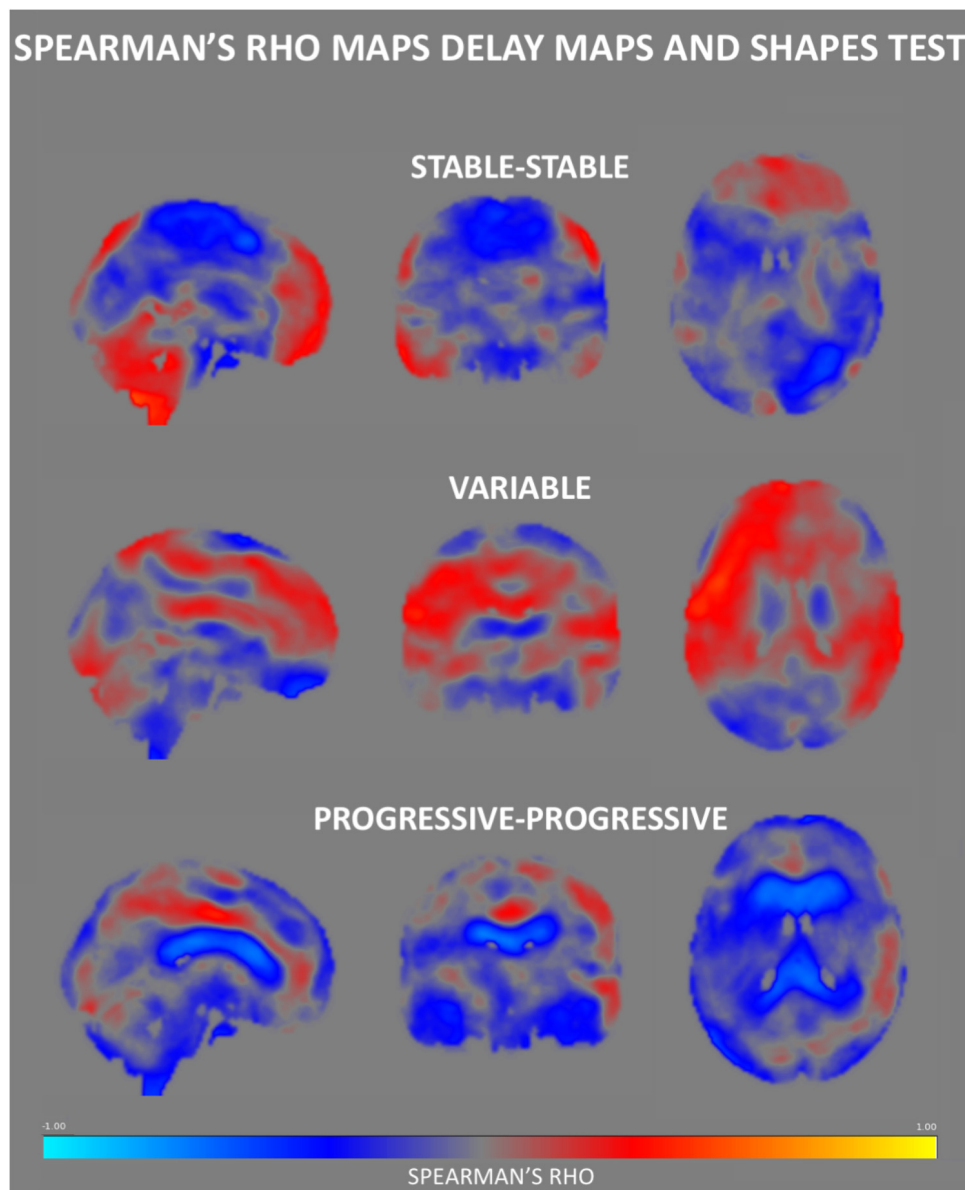 SPEARMAN'S RHO MAPS DELAY MAPS AND SHAPES TEST
STABLE-STABLE
VARIABLE
PROGRESSIVE-PROGRESSIVE
-1.00
1.00
SPEARMAN'S RHO